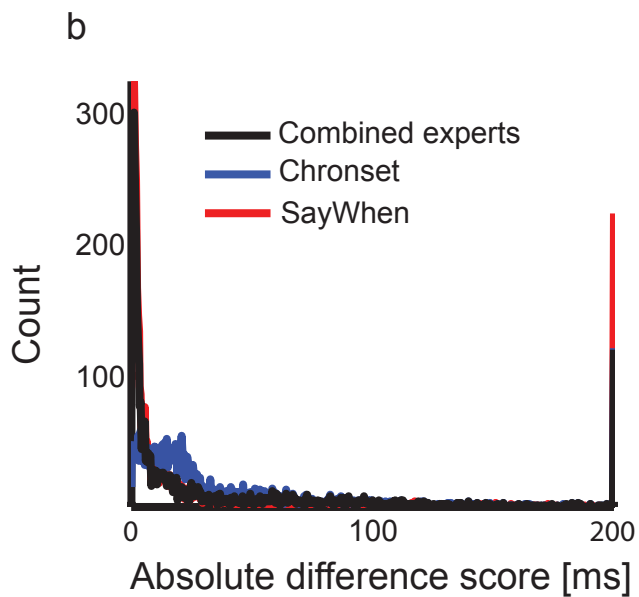 b
300
200
100
Count
Combined experts
Chronset
SayWhen
0 100 200
Absolute difference score [ms]